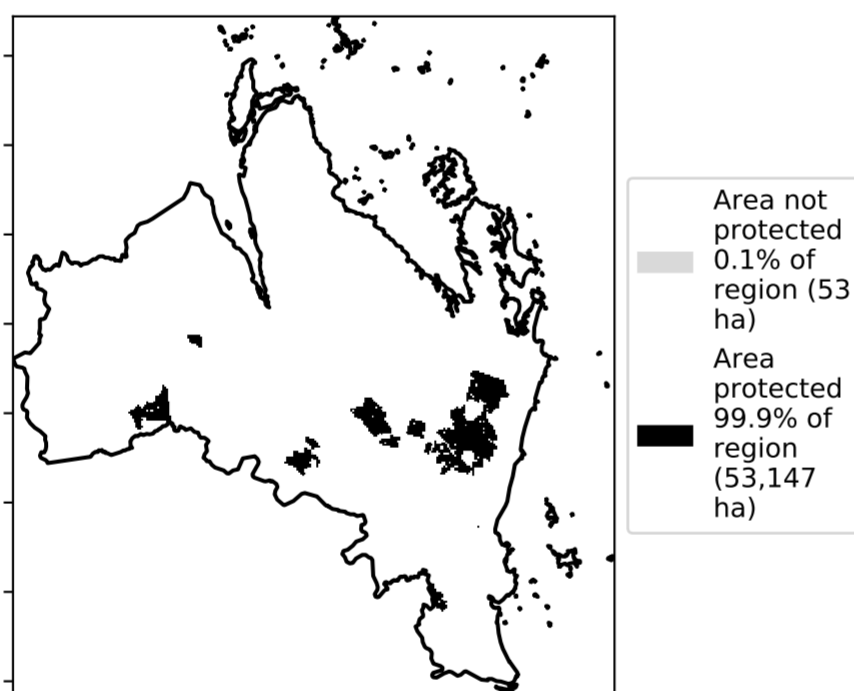 Area not
protected
0.1% of
region (53
ha)
Area
protected
99.9% of
region
(53,147
ha)